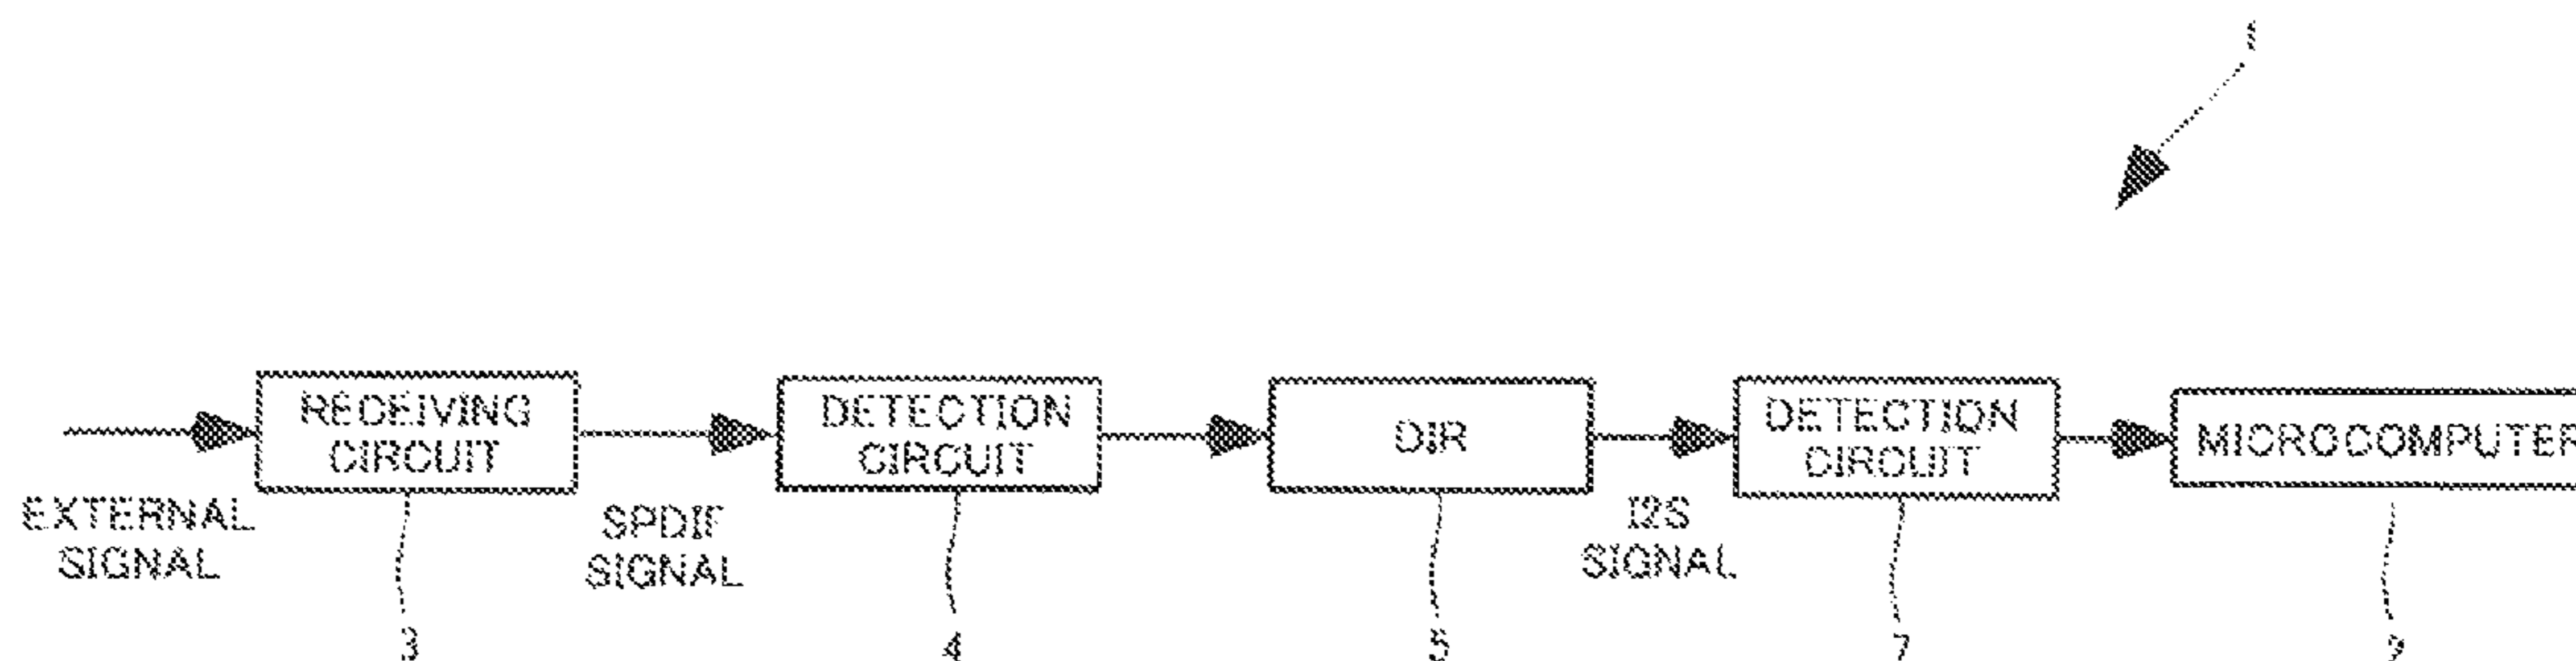 1
RECEIVING
CIRCUIT
DETECTION
CIRCUIT
DIR
DETECTION
CIRCUIT
MICROCOMPUTER
EXTERNAL
SIGNAL
SPDIF
SIGNAL
I2S
SIGNAL
3
4
5
7